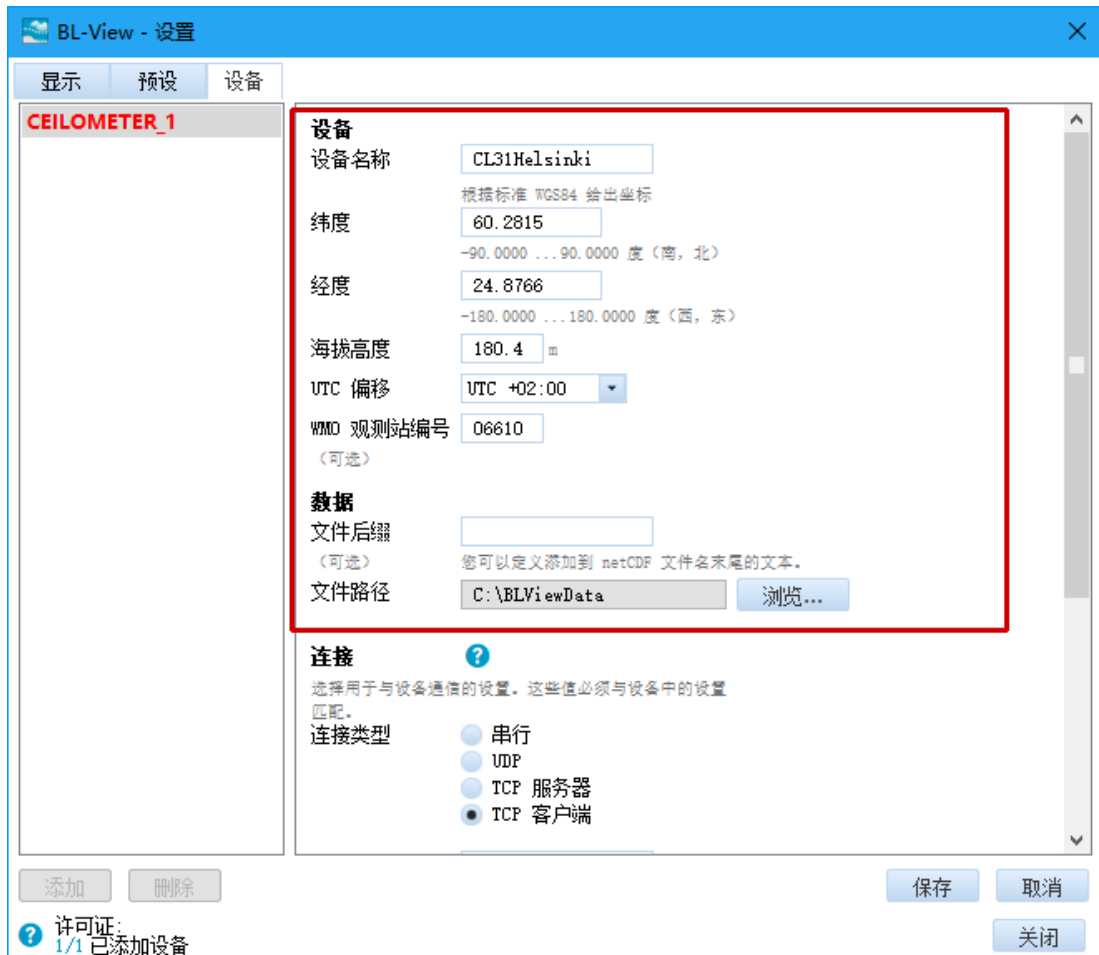 BL-View - 设置
显示 预设 设备
CEILOMETER_1
设备
设备名称 CL31Helsinki
根据标准 WGS84 给出坐标
纬度 60.2815
-90.0000 ...90.0000 度（南，北）
经度 24.8766
-180.0000 ...180.0000 度（西，东）
海拔高度 180.4 m
UTC 偏移 UTC +02:00
WMO 观测站编号 06610
（可选）
数据
文件后缀
（可选） 您可以定义添加到 netCDF 文件名末尾的文本.
文件路径 C:\BLViewData 浏览...
连接 ?
选择用于与设备通信的设置. 这些值必须与设备中的设置
匹配.
连接类型 串行
UDP
TCP 服务器
TCP 客户端
添加 删除 保存 取消
? 许可证:
1/1 已添加设备 关闭